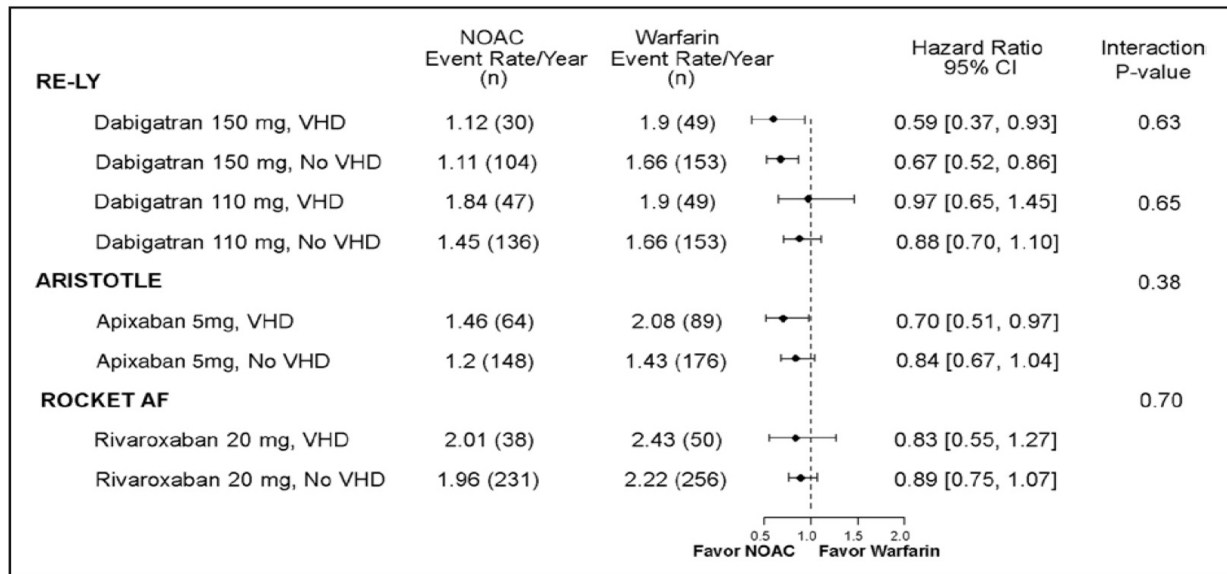 NOAC Warfarin Hazard Ratio Interaction
Event Rate/Year Event Rate/Year 95% CI P-value
(n) (n)
RE-LY
Dabigatran 150 mg, VHD 1.12 (30) 1.9 (49) 0.59 [0.37, 0.93] 0.63
Dabigatran 150 mg, No VHD 1.11 (104) 1.66 (153) 0.67 [0.52, 0.86]
Dabigatran 110 mg, VHD 1.84 (47) 1.9 (49) 0.97 [0.65, 1.45] 0.65
Dabigatran 110 mg, No VHD 1.45 (136) 1.66 (153) 0.88 [0.70, 1.10]
ARISTOTLE 0.38
Apixaban 5mg, VHD 1.46 (64) 2.08 (89) 0.70 [0.51, 0.97]
Apixaban 5mg, No VHD 1.2 (148) 1.43 (176) 0.84 [0.67, 1.04]
ROCKET AF 0.70
Rivaroxaban 20 mg, VHD 2.01 (38) 2.43 (50) 0.83 [0.55, 1.27]
Rivaroxaban 20 mg, No VHD 1.96 (231) 2.22 (256) 0.89 [0.75, 1.07]
0.5 1.0 1.5 2.0
Favor NOAC Favor Warfarin